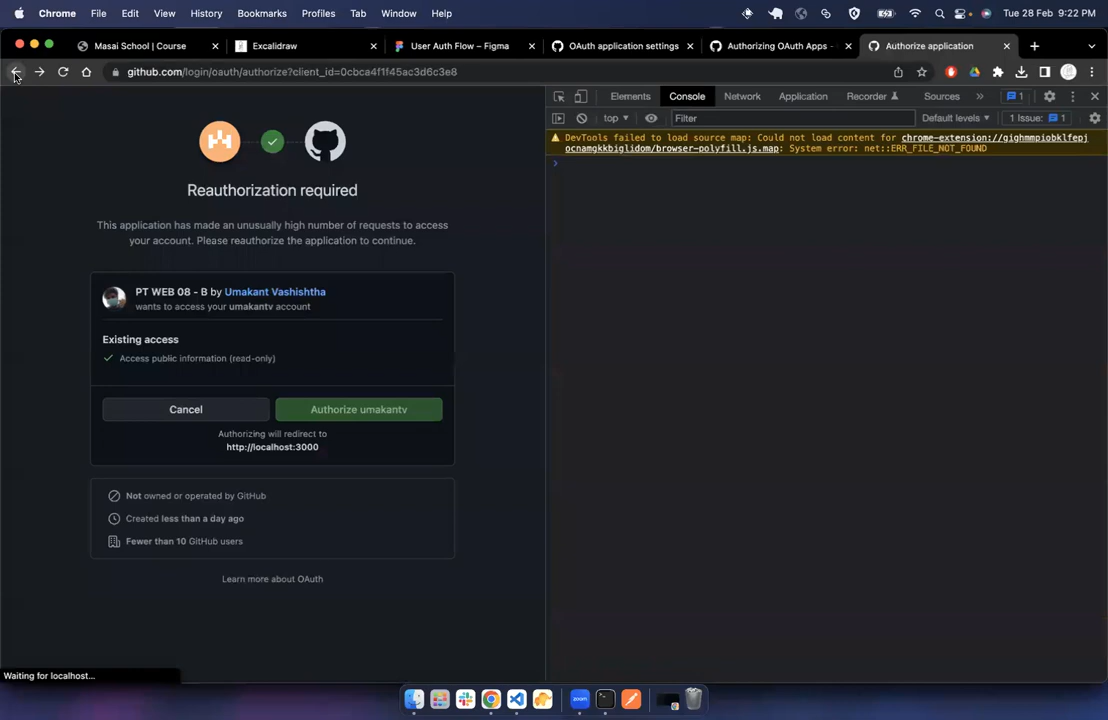 Chrome File Edit View History Bookmarks Profiles Tab Window Help Tue 28 Feb 9:22 PM
Masai School | Course Excalidraw User Auth Flow – Figma OAuth application settings Authorizing OAuth Apps - Authorize application
github.com/login/oauth/authorize?client_id=0cbca4f1f45ac3d6c3e8
Elements Console Network Application Recorder Sources » 1
top Filter Default levels 1 Issue: 1
DevTools failed to load source map: Could not load content for chrome-extension://gighmmpiobklfepj
ocnamgkkbiglidom/browser-polyfill.js.map: System error: net::ERR_FILE_NOT_FOUND
Reauthorization required
This application has made an unusually high number of requests to access
your account. Please reauthorize the application to continue.
PT WEB 08 - B by Umakant Vashishtha
wants to access your umakantv account
Existing access
Access public information (read-only)
Cancel Authorize umakantv
Authorizing will redirect to
http://localhost:3000
Not owned or operated by GitHub
Created less than a day ago
Fewer than 10 GitHub users
Learn more about OAuth
Waiting for localhost...
zoom